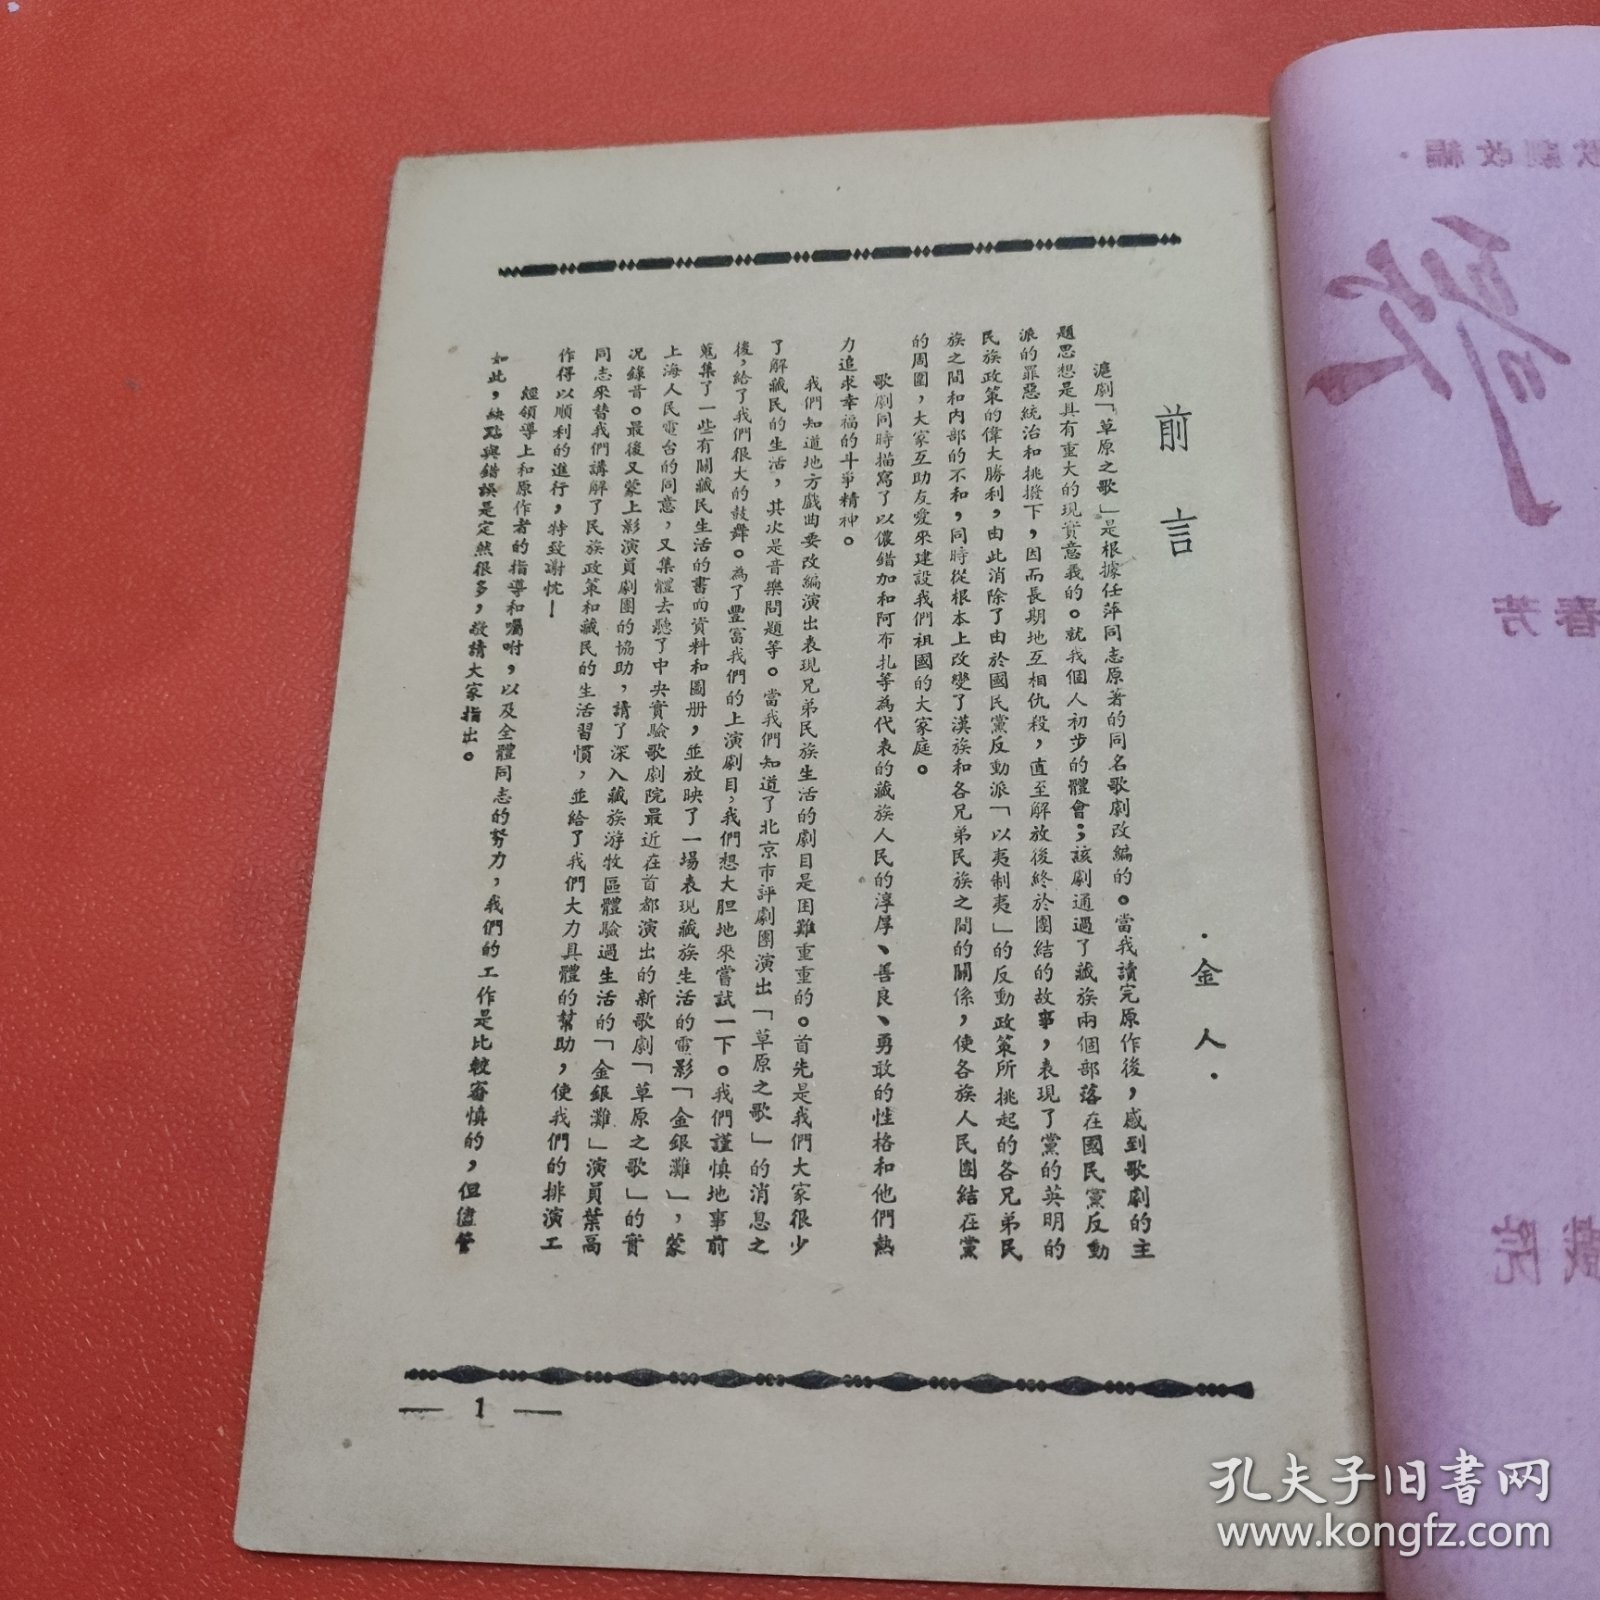 前言
·金人·
滬劇「草原之歌」是根據任萍同志原著的同名歌劇改編的。當我讀完原作後，感到歌劇的主
題思想是具有重大的現實意義的。就我個人初步的體會；該劇通過了藏族兩個部落在國民黨反動
派的罪惡統治和挑撥下，因而長期地互相仇殺，直至解放後終於團結的故事，表現了黨的英明的
民族政策的偉大勝利，由此消除了由於國民黨反動派「以夷制夷」的反動政策所挑起的各兄弟民
族之間和內部的不和，同時從根本上改變了漢族和各兄弟民族之間的關係，使各族人民團結在黨
的周圍，大家互助友愛來建設我們祖國的大家庭。
歌劇同時描寫了以儂錯加和阿布扎等為代表的藏族人民的淳厚、善良、勇敢的性格和他們熱
力追求幸福的斗爭精神。
我們知道地方戲曲要改編演出表現兄弟民族生活的劇目是困難重重的。首先是我們大家很少
了解藏民的生活，其次是音樂問題等。當我們知道了北京市評劇團演出「草原之歌」的消息之
後，給了我們很大的鼓舞。為了豐富我們的上演劇目，我們想大胆地來嘗試一下。我們謹慎地事前
蒐集了一些有關藏民生活的書面資料和圖册，並放映了一場表現藏族生活的電影「金銀灘」，蒙
上海人民電台的同意，又集體去聽了中央實驗歌劇院最近在首都演出的新歌劇「草原之歌」的實
况錄音。最後又蒙上影演員劇團的協助，請了深入藏族游牧區體驗過生活的「金銀灘」演員葉高
同志來替我們講解了民族政策和藏民的生活習慣，並給了我們大力具體的幫助，使我們的排演工
作得以順利的進行，特致謝忱！
經領導上和原作者的指導和囑咐，以及全體同志的努力，我們的工作是比較審慎的，但儘管
如此，缺點與錯誤是定然很多，敬請大家指出。
— 1 —
歌劇改編·
歌
春芳
戲院
孔夫子旧書网
www.kongfz.com